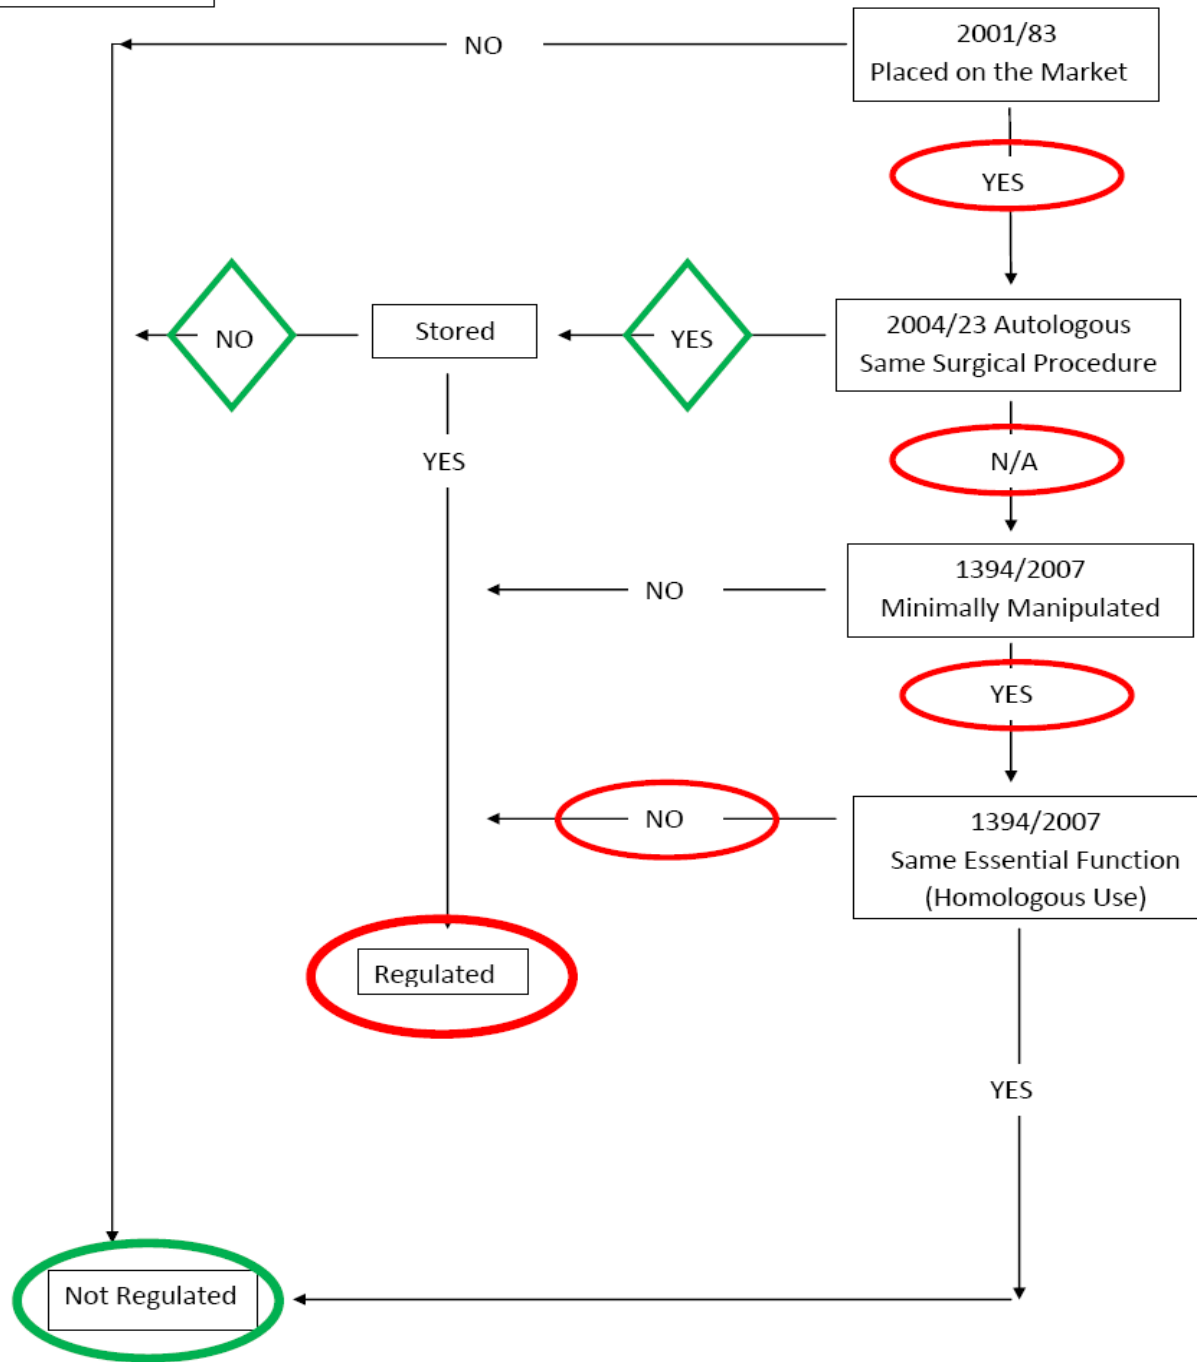 NO
2001/83
Placed on the Market
YES
NO
Stored
YES
2004/23 Autologous
Same Surgical Procedure
YES
N/A
NO
1394/2007
Minimally Manipulated
YES
NO
1394/2007
Same Essential Function
(Homologous Use)
Regulated
YES
Not Regulated